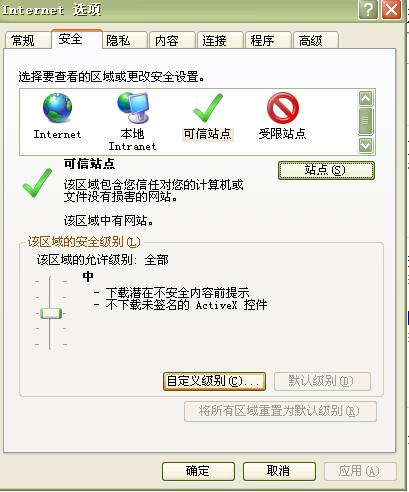 Internet 选项
常规 安全 隐私 内容 连接 程序 高级
选择要查看的区域或更改安全设置。
Internet
本地
Intranet
可信站点
受限站点
可信站点
站点(S)
该区域包含您信任对您的计算机或
文件没有损害的网站。
该区域中有网站。
该区域的安全级别(L)
该区域的允许级别: 全部
中
- 下载潜在不安全内容前提示
- 不下载未签名的 ActiveX 控件
自定义级别(C)... 默认级别(D)
将所有区域重置为默认级别(R)
确定 取消 应用(A)